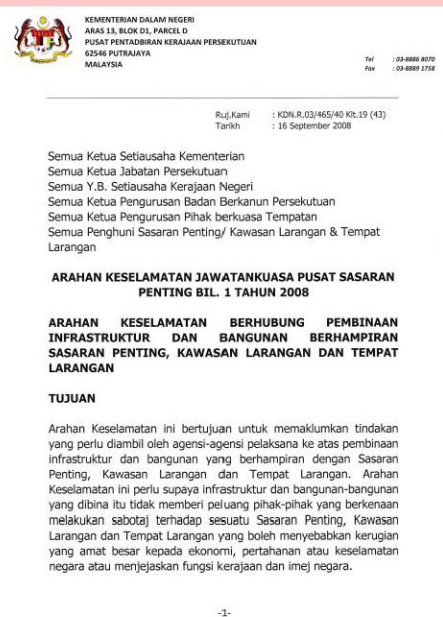 KEMENTERIAN DALAM NEGERI
ARAS 13, BLOK D1, PARCEL D
PUSAT PENTADBIRAN KERAJAAN PERSEKUTUAN
62546 PUTRAJAYA
MALAYSIA
Tel : 03-8886 8070
Fax : 03-8889 1758
Ruj.Kami : KDN.R.03/465/40 Klt.19 (43)
Tarikh : 16 September 2008
Semua Ketua Setiausaha Kementerian
Semua Ketua Jabatan Persekutuan
Semua Y.B. Setiausaha Kerajaan Negeri
Semua Ketua Pengurusan Badan Berkanun Persekutuan
Semua Ketua Pengurusan Pihak berkuasa Tempatan
Semua Penghuni Sasaran Penting/ Kawasan Larangan & Tempat
Larangan
ARAHAN KESELAMATAN JAWATANKUASA PUSAT SASARAN
PENTING BIL. 1 TAHUN 2008
ARAHAN KESELAMATAN BERHUBUNG PEMBINAAN
INFRASTRUKTUR DAN BANGUNAN BERHAMPIRAN
SASARAN PENTING, KAWASAN LARANGAN DAN TEMPAT
LARANGAN
TUJUAN
Arahan Keselamatan ini bertujuan untuk memaklumkan tindakan
yang perlu diambil oleh agensi-agensi pelaksana ke atas pembinaan
infrastruktur dan bangunan yang berhampiran dengan Sasaran
Penting, Kawasan Larangan dan Tempat Larangan. Arahan
Keselamatan ini perlu supaya infrastruktur dan bangunan-bangunan
yang dibina itu tidak memberi peluang pihak-pihak yang berkenaan
melakukan sabotaj terhadap sesuatu Sasaran Penting, Kawasan
Larangan dan Tempat Larangan yang boleh menyebabkan kerugian
yang amat besar kepada ekonomi, pertahanan atau keselamatan
negara atau menjejaskan fungsi kerajaan dan imej negara.
-1-